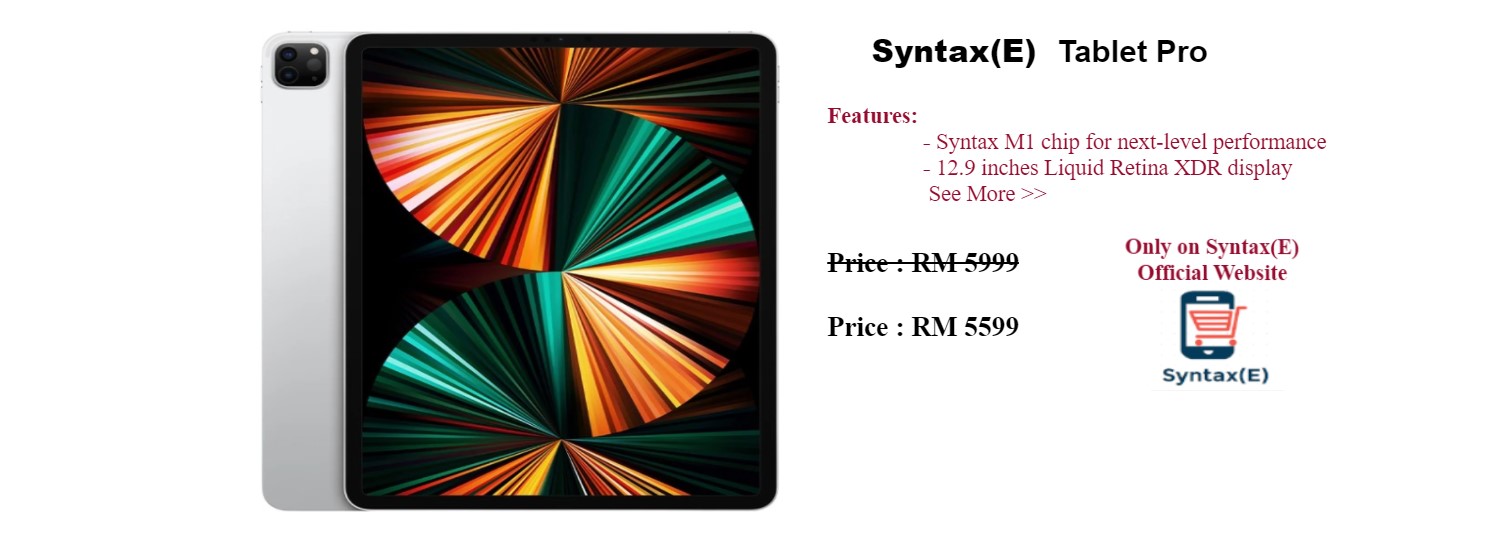 Syntax(E) Tablet Pro
Features:
- Syntax M1 chip for next-level performance
- 12.9 inches Liquid Retina XDR display
See More >>
Price : RM 5999
Price : RM 5599
Only on Syntax(E)
Official Website
Syntax(E)